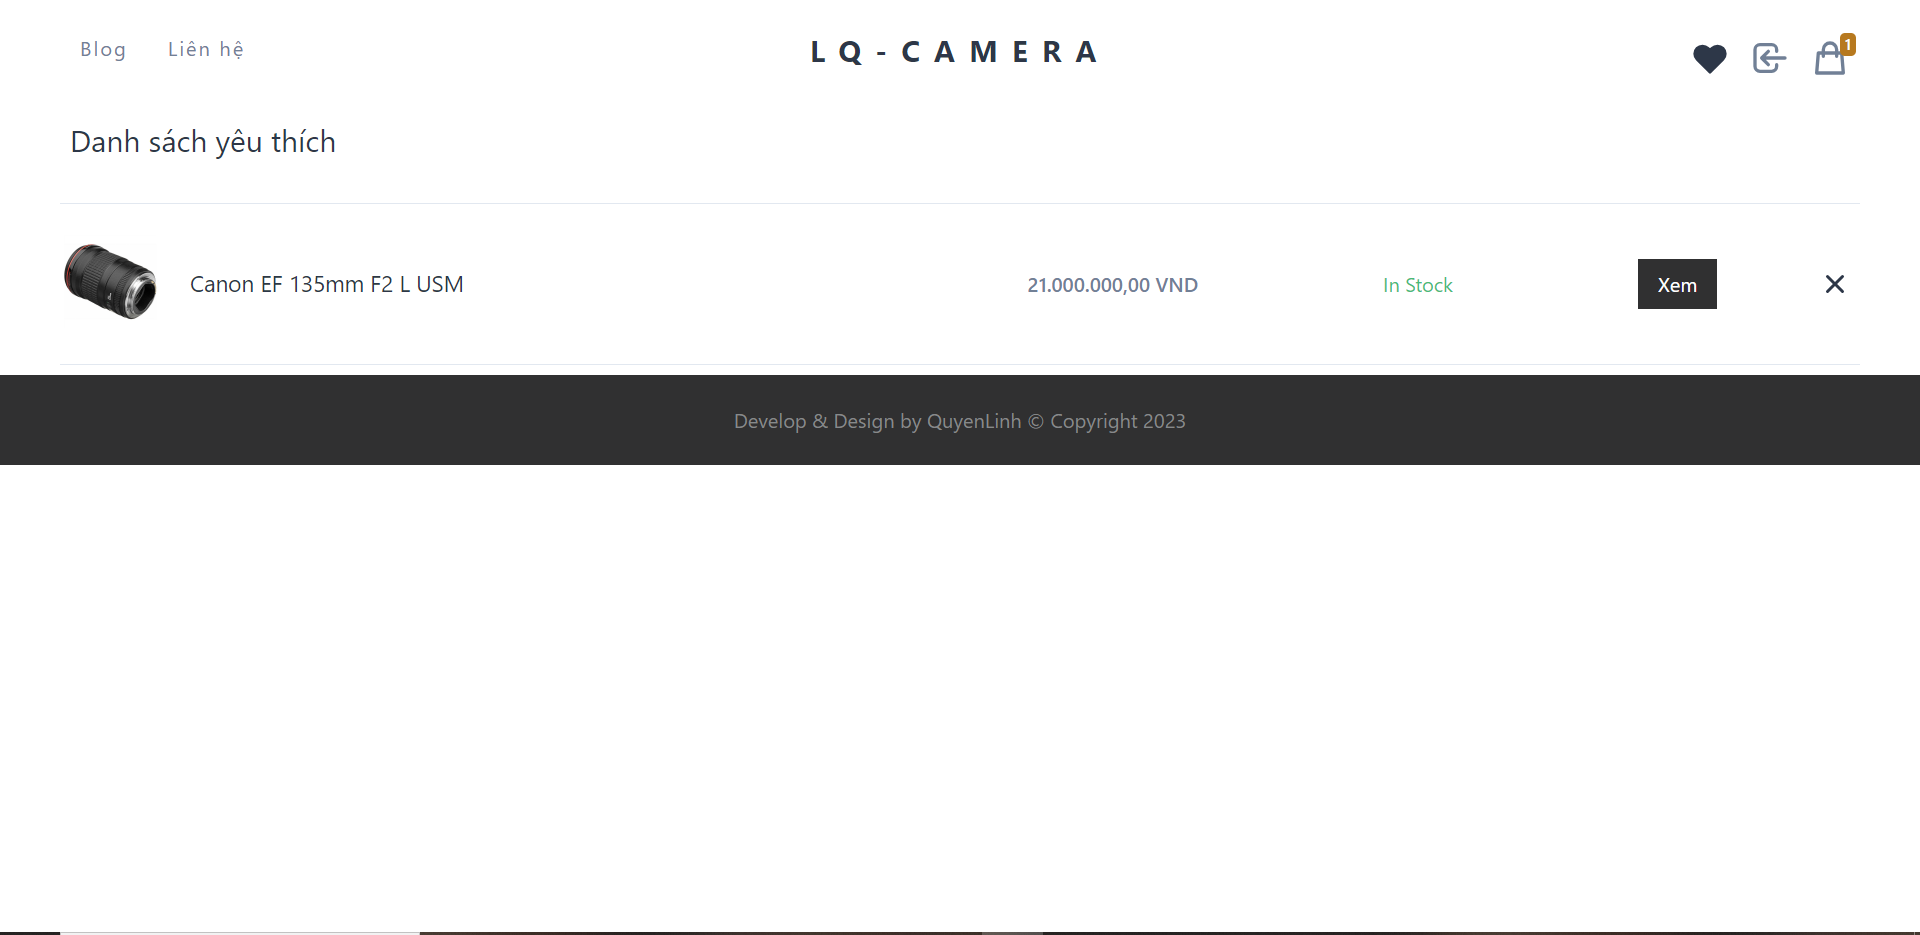 Blog
Liên hệ
LQ-CAMERA
1
Danh sách yêu thích
Canon EF 135mm F2 L USM
21.000.000,00 VND
In Stock
Xem
Develop & Design by QuyenLinh © Copyright 2023